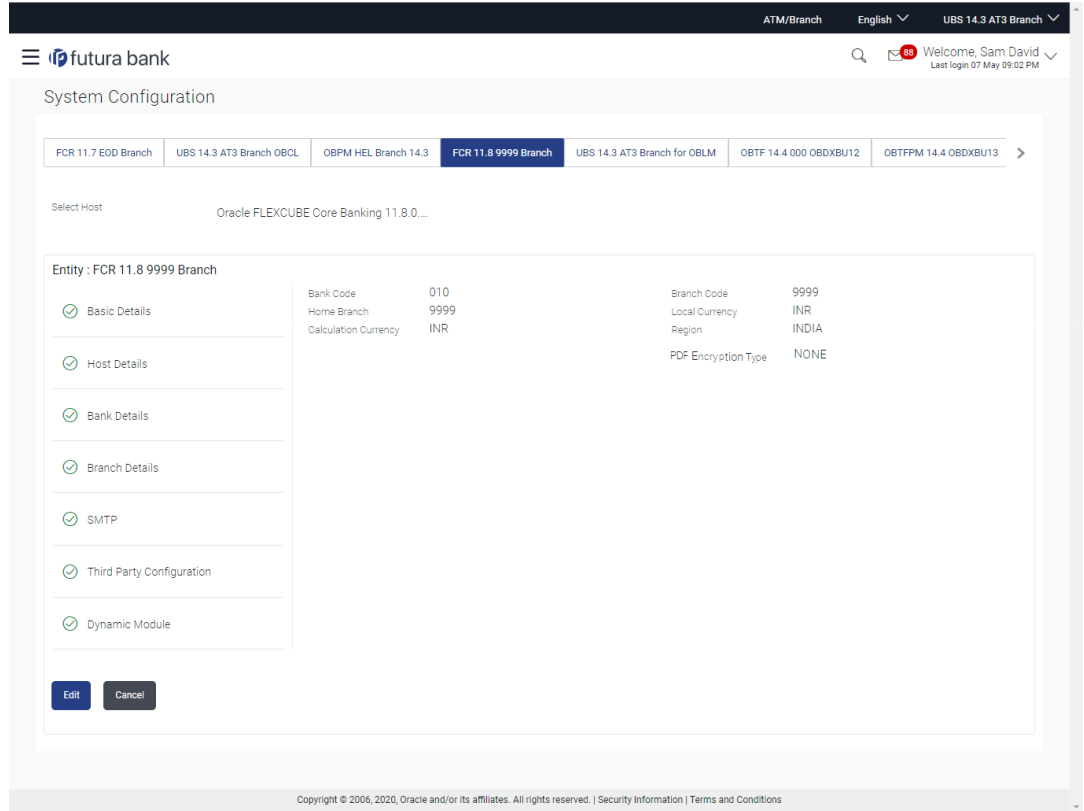 ATM/Branch English UBS 14.3 AT3 Branch
futura bank 88 Welcome, Sam David
Last login 07 May 09:02 PM
System Configuration
FCR 11.7 EOD Branch UBS 14.3 AT3 Branch OBCL OBPM HEL Branch 14.3 FCR 11.8 9999 Branch UBS 14.3 AT3 Branch for OBLM OBTF 14.4 000 OBDXBU12 OBTFPM 14.4 OBDXBU13
Select Host Oracle FLEXCUBE Core Banking 11.8.0....
Entity : FCR 11.8 9999 Branch
Bank Code 010 Branch Code 9999
Home Branch 9999 Local Currency INR
Calculation Currency INR Region INDIA
PDF Encryption Type NONE
Basic Details
Host Details
Bank Details
Branch Details
SMTP
Third Party Configuration
Dynamic Module
Edit Cancel
Copyright © 2006, 2020, Oracle and/or its affiliates. All rights reserved. | Security Information | Terms and Conditions